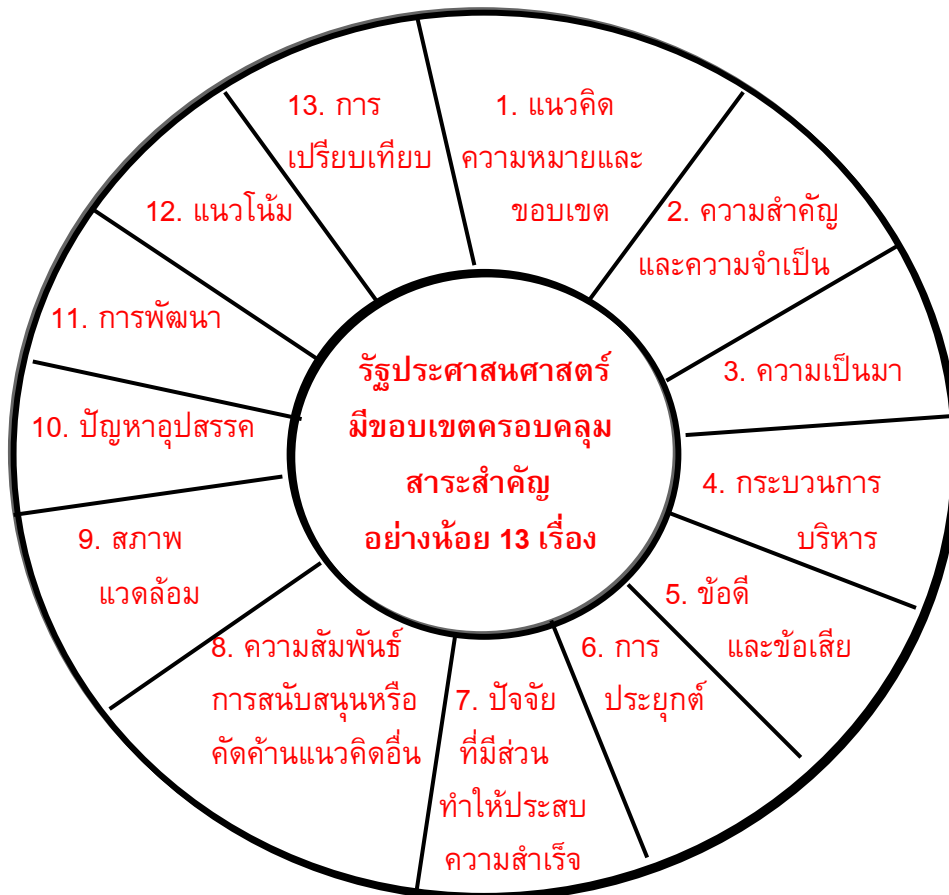 รัฐประศาสนศาสตร์
มีขอบเขตครอบคลุม
สาระสำคัญ
อย่างน้อย 13 เรื่อง
1. แนวคิด
ความหมายและ
ขอบเขต
2. ความสำคัญ
และความจำเป็น
3. ความเป็นมา
4. กระบวนการ
บริหาร
5. ข้อดี
และข้อเสีย
6. การ
ประยุกต์
7. ปัจจัย
ที่มีส่วน
ทำให้ประสบ
ความสำเร็จ
8. ความสัมพันธ์
การสนับสนุนหรือ
คัดค้านแนวคิดอื่น
9. สภาพ
แวดล้อม
10. ปัญหาอุปสรรค
11. การพัฒนา
12. แนวโน้ม
13. การ
เปรียบเทียบ